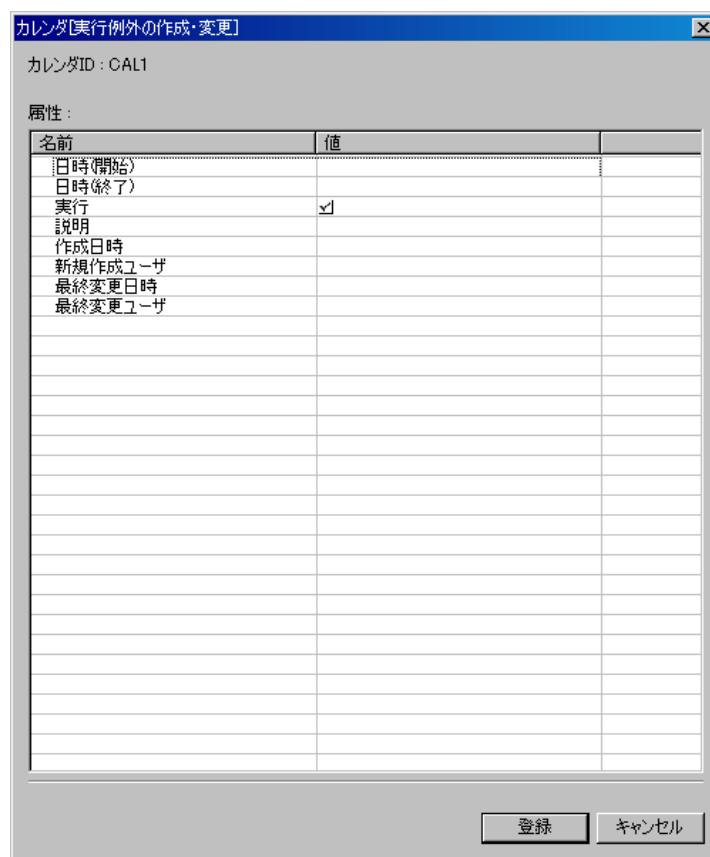 カレンダ[実行例外の作成・変更]
カレンダID : CAL1
属性 :
名前 値
日時(開始)
日時(終了)
実行
説明
作成日時
新規作成ユーザ
最終変更日時
最終変更ユーザ
登録 キャンセル